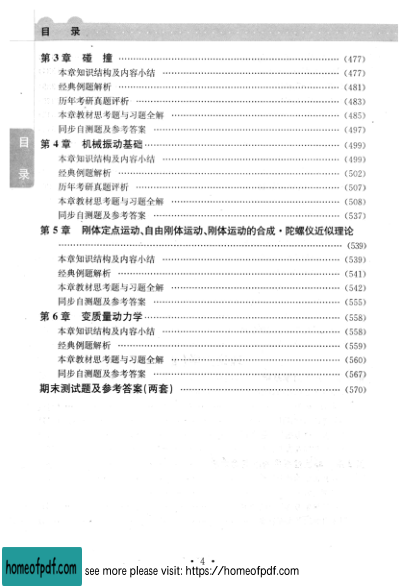 目 录
第3章 碰 撞 ……………………………………………………(477)
本章知识结构及内容小结 ……………………………………………(477)
经典例题解析 ……………………………………………………(481)
历年考研真题评析 ……………………………………………………(483)
本章教材思考题与习题全解 ……………………………………………(485)
同步自测题及参考答案 ……………………………………………(497)
第4章 机械振动基础 ……………………………………………(499)
本章知识结构及内容小结 ……………………………………………(499)
经典例题解析 ……………………………………………………(502)
历年考研真题评析 ……………………………………………………(507)
本章教材思考题与习题全解 ……………………………………………(508)
同步自测题及参考答案 ……………………………………………(537)
第5章 刚体定点运动、自由刚体运动、刚体运动的合成·陀螺仪近似理论
……………………………………………………(539)
本章知识结构及内容小结 ……………………………………………(539)
经典例题解析 ……………………………………………………(541)
本章教材思考题与习题全解 ……………………………………………(542)
同步自测题及参考答案 ……………………………………………(555)
第6章 变质量动力学 ……………………………………………(558)
本章知识结构及内容小结 ……………………………………………(558)
经典例题解析 ……………………………………………………(559)
本章教材思考题与习题全解 ……………………………………………(560)
同步自测题及参考答案 ……………………………………………(567)
期末测试题及参考答案(两套) ……………………………………………(570)
目录
· 4 ·
homeofpdf.com
see more please visit: https://homeofpdf.com